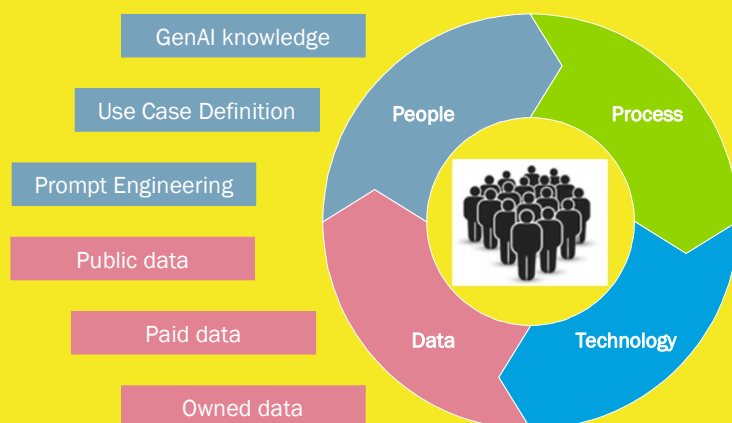 GenAI knowledge
Use Case Definition
Prompt Engineering
Public data
Paid data
Owned data
People
Process
Data
Technology